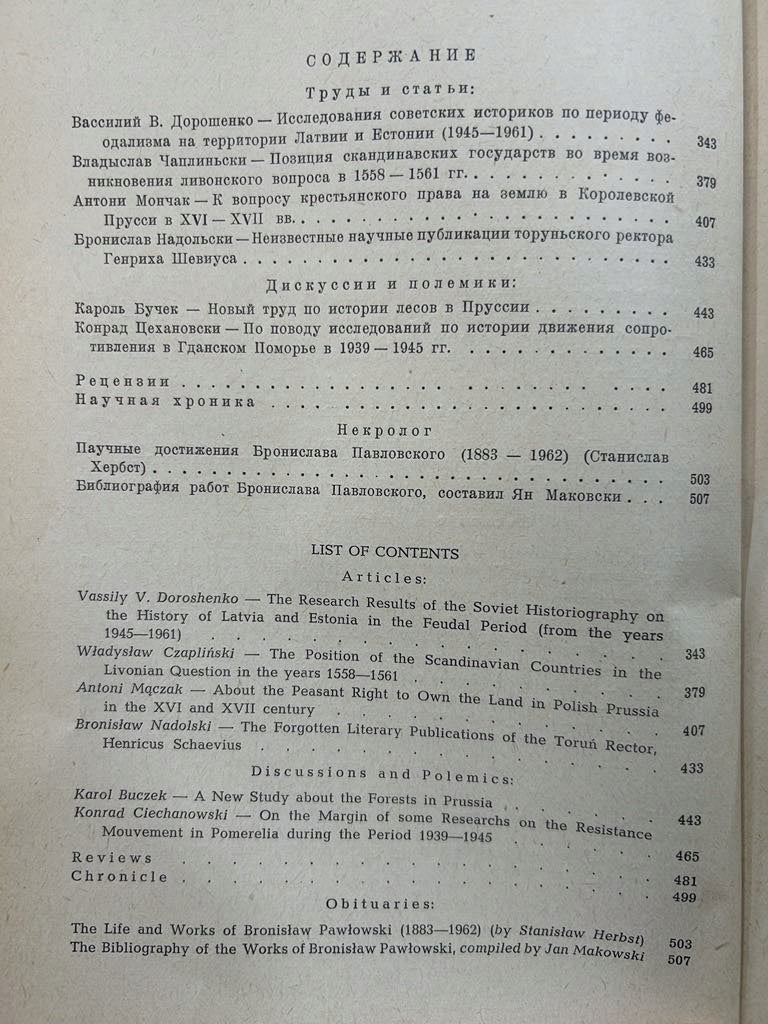 СОДЕРЖАНИЕ
Труды и статьи:
Вассилий В. Дорошенко — Исследования советских историков по периоду фе-
одализма на территории Латвии и Естонии (1945—1961) . . . . . . . . . 343
Владыслав Чаплиньски — Позиция скандинавских государств во время воз-
никновения ливонского вопроса в 1558 — 1561 гг. . . . . . . . . . . . 379
Антони Мончак — К вопросу крестьянского права на землю в Королевской
Прусси в XVI — XVII вв. . . . . . . . . . . . . . . . . . . . . . . . 407
Бронислав Надольски — Неизвестные научные публикации торуньского ректора
Генриха Шевиуса . . . . . . . . . . . . . . . . . . . . . . . . . . . 433
Дискуссии и полемики:
Кароль Бучек — Новый труд по истории лесов в Пруссии . . . . . . . . . 443
Конрад Цехановски — По поводу исследований по истории движения сопро-
тивления в Гданском Поморье в 1939 — 1945 гг. . . . . . . . . . . . . 465
Рецензии . . . . . . . . . . . . . . . . . . . . . . . . 481
Научная хроника . . . . . . . . . . . . . . . . . . . . . 499
Некролог
Паучные достижения Бронислава Павловского (1883 — 1962) (Станислав
Хербст) . . . . . . . . . . . . . . . . . . . . . . . . . . . . . . 503
Библиография работ Бронислава Павловского, составил Ян Маковски . . . 507
LIST OF CONTENTS
Articles:
Vassily V. Doroshenko — The Research Results of the Soviet Historiography on
the History of Latvia and Estonia in the Feudal Period (from the years
1945—1961) . . . . . . . . . . . . . . 343
Władysław Czapliński — The Position of the Scandinavian Countries in the
Livonian Question in the years 1558—1561 . . . . . . . . 379
Antoni Mączak — About the Peasant Right to Own the Land in Polish Prussia
in the XVI and XVII century . . . . . . . . . . 407
Bronisław Nadolski — The Forgotten Literary Publications of the Toruń Rector,
Henricus Schaevius . . . . . . . . . . . . . 433
Discussions and Polemics:
Karol Buczek — A New Study about the Forests in Prussia . . . . . 443
Konrad Ciechanowski — On the Margin of some Researchs on the Resistance
Mouvement in Pomerelia during the Period 1939—1945 . . . . . 465
Reviews . . . . . . . . . . . . . . . . 481
Chronicle . . . . . . . . . . . . . . . . 499
Obituaries:
The Life and Works of Bronisław Pawłowski (1883—1962) (by Stanisław Herbst) 503
The Bibliography of the Works of Bronisław Pawłowski, compiled by Jan Makowski 507